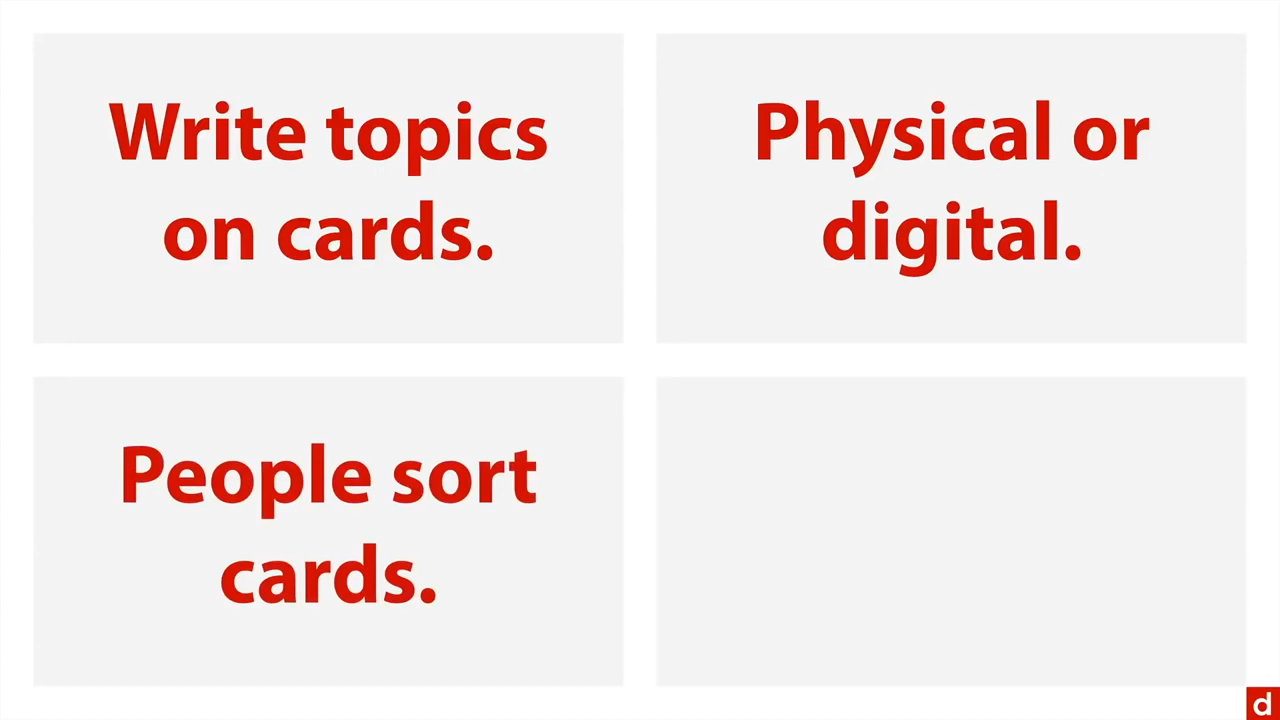 Write topics
on cards.
Physical or
digital.
People sort
cards.
d